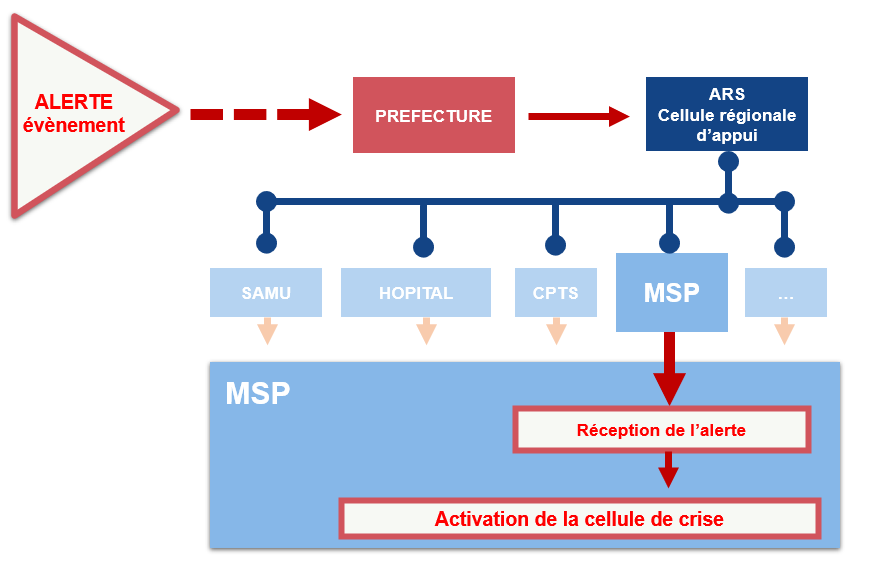 ALERTE
évènement
PREFECTURE
ARS
Cellule régionale
d'appui
SAMU
HOPITAL
CPTS
MSP
...
MSP
Réception de l'alerte
Activation de la cellule de crise